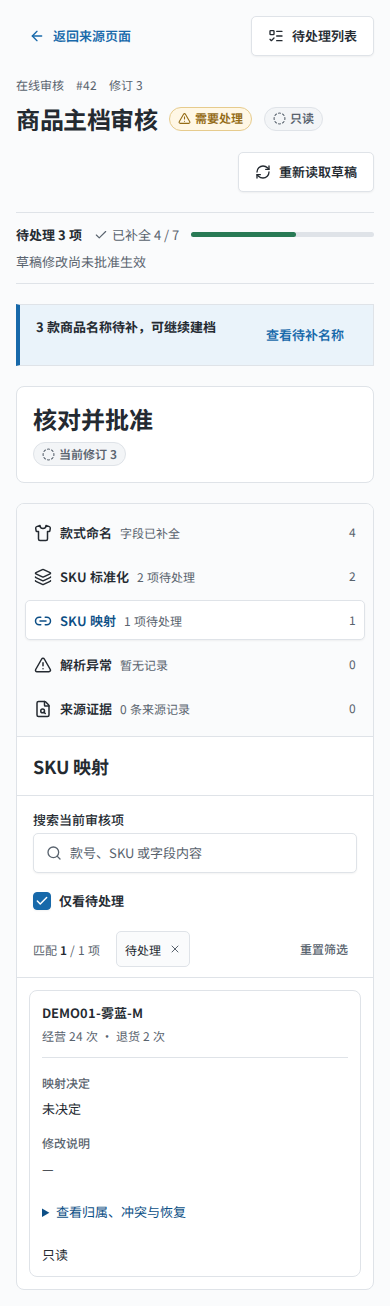 返回来源页面
待处理列表
在线审核 #42 修订 3
商品主档审核 需要处理 只读
重新读取草稿
待处理 3 项 已补全 4 / 7
草稿修改尚未批准生效
3 款商品名称待补，可继续建档 查看待补名称
核对并批准
当前修订 3
款式命名 字段已补全 4
SKU 标准化 2 项待处理 2
SKU 映射 1 项待处理 1
解析异常 暂无记录 0
来源证据 0 条来源记录 0
SKU 映射
搜索当前审核项
款号、SKU 或字段内容
仅看待处理
匹配 1 / 1 项 待处理 × 重置筛选
DEMO01-雾蓝-M
经营 24 次 · 退货 2 次
映射决定
未决定
修改说明
—
查看归属、冲突与恢复
只读